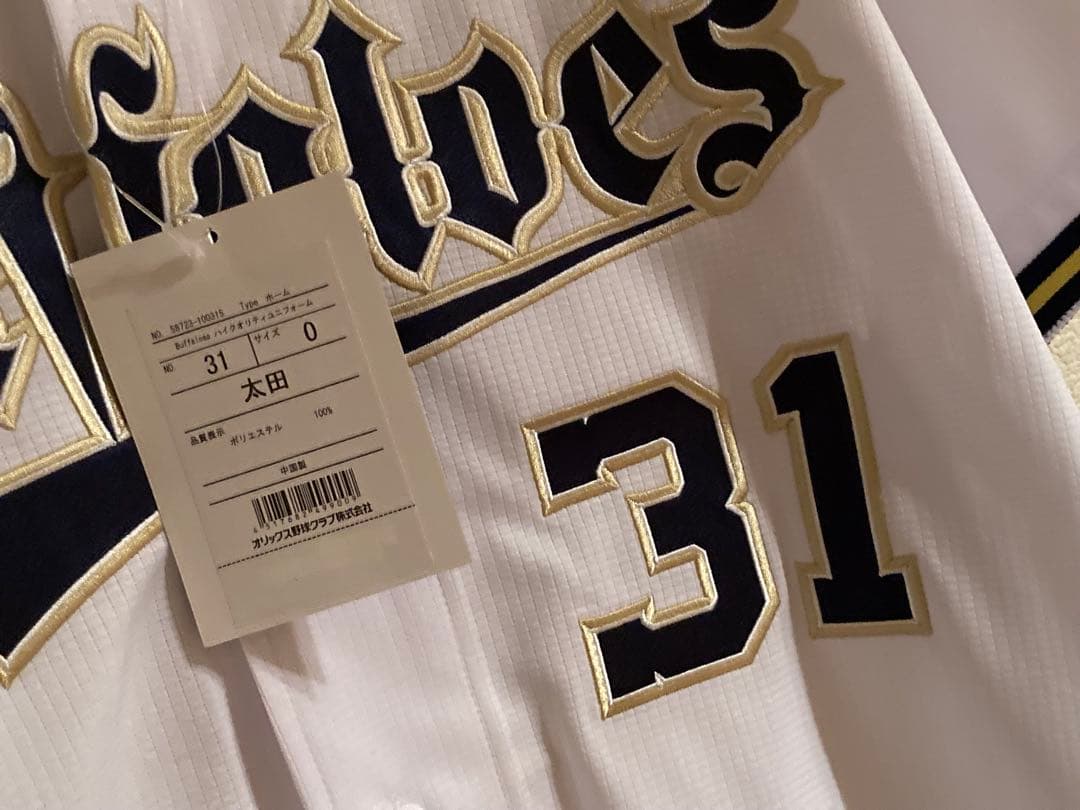 ffaloes
NO. 58723-100315 Type ホーム
Buffaloes ハイクオリティユニフォーム
NO 31 サイズ 0
太田
品質表示 ポリエステル 100%
中国製
4517682499009
オリックス野球クラブ株式会社
31